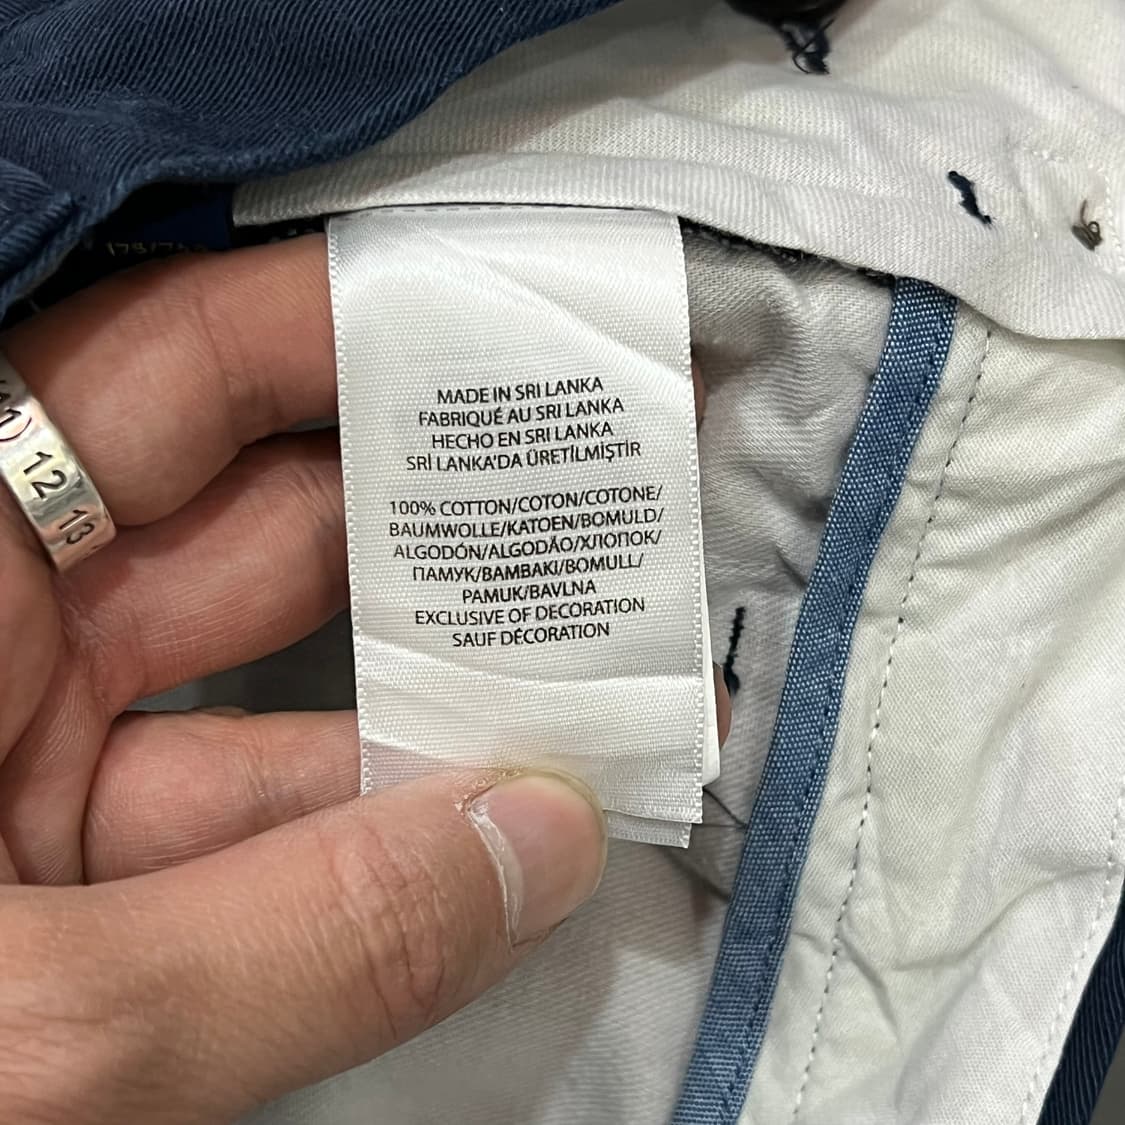 MADE IN SRI LANKA
FABRIQUÉ AU SRI LANKA
HECHO EN SRI LANKA
SRİ LANKA'DA ÜRETİLMİŞTİR
100% COTTON/COTON/COTONE/
BAUMWOLLE/KATOEN/BOMULD/
ALGODÓN/ALGODÃO/ХЛОПОК/
ПАМУК/BAMBAKI/BOMULL/
PAMUK/BAVLNA
EXCLUSIVE OF DECORATION
SAUF DÉCORATION
12
13